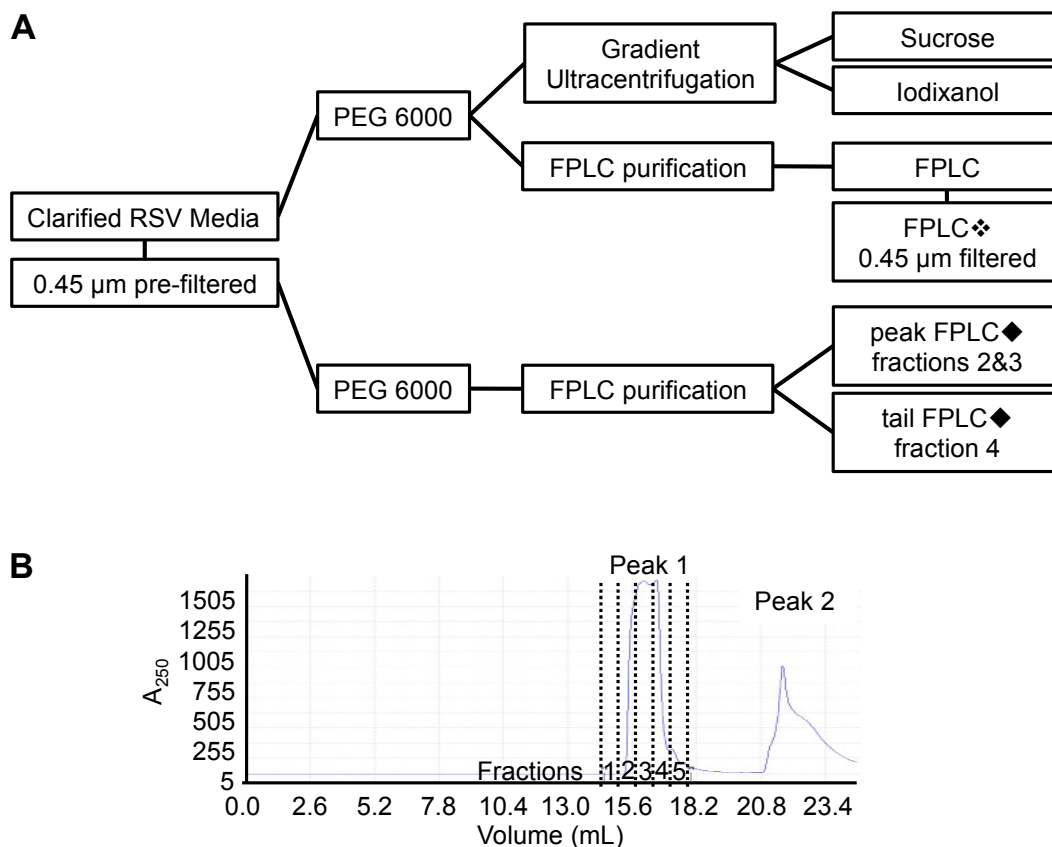 A
Clarified RSV Media
0.45 µm pre-filtered
PEG 6000
PEG 6000
Gradient
Ultracentrifugation
FPLC purification
FPLC purification
Sucrose
Iodixanol
FPLC
FPLC❖
0.45 µm filtered
peak FPLC◆
fractions 2&3
tail FPLC◆
fraction 4
B
Peak 1
Peak 2
A250
1505
1255
1005
755
505
255
5
Fractions 1 2 3 4 5
0.0 2.6 5.2 7.8 10.4 13.0 15.6 18.2 20.8 23.4
Volume (mL)